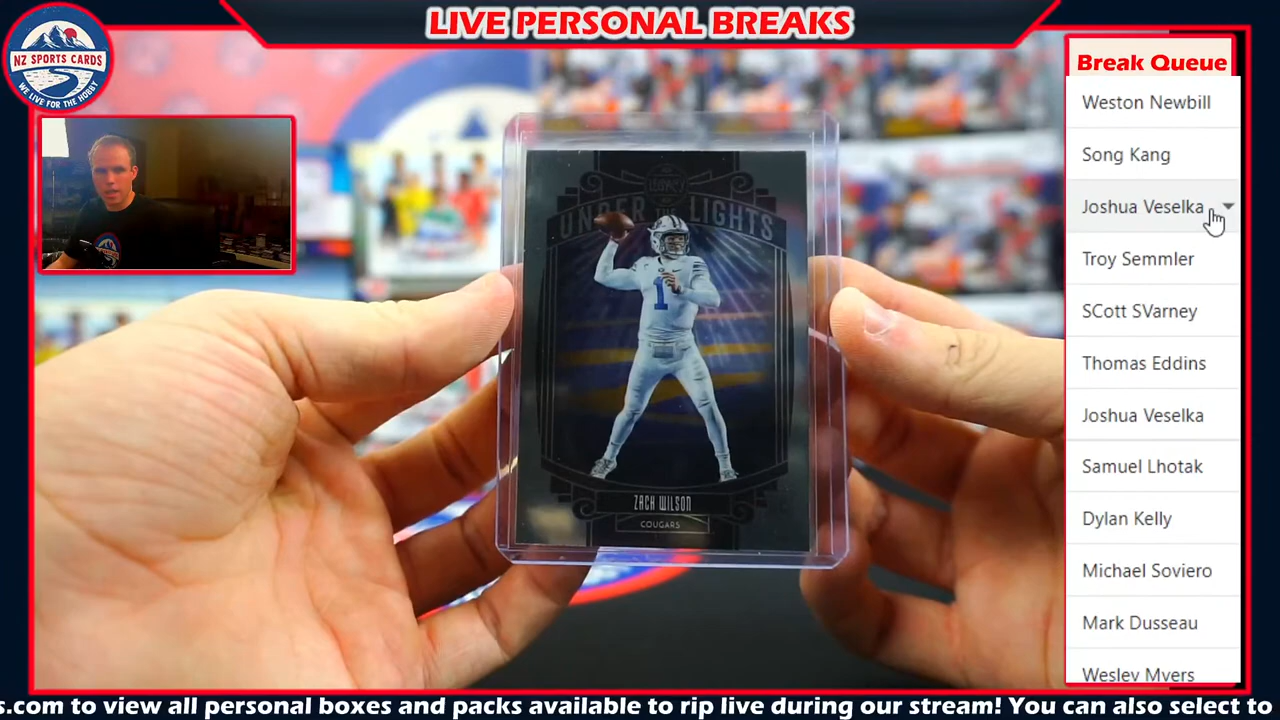 LIVE PERSONAL BREAKS
NZ SPORTS CARDS
WE LIVE FOR THE HOBBY
Break Queue
Weston Newbill
Song Kang
Joshua Veselka
Troy Semmler
SCott SVarney
Thomas Eddins
Joshua Veselka
Samuel Lhotak
Dylan Kelly
Michael Soviero
Mark Dusseau
Wesley Myers
LEGACY
UNDER LIGHTS
1
ZACH WILSON
COUGARS
s.com to view all personal boxes and packs available to rip live during our stream! You can also select to